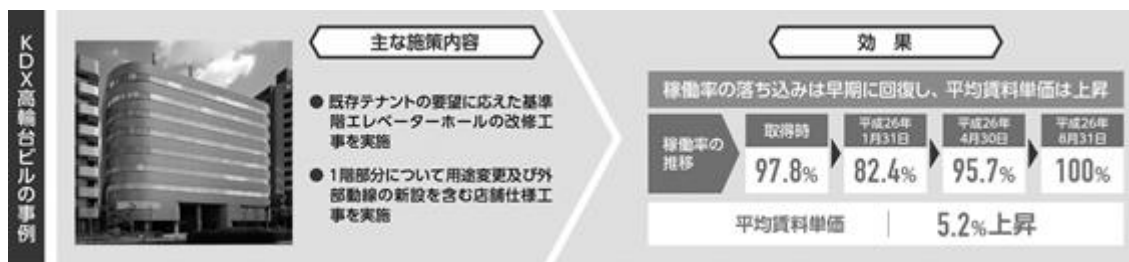 KDX高輪台ビルの事例
主な施策内容
● 既存テナントの要望に応えた基準
階エレベーターホールの改修工
事を実施
● 1階部分について用途変更及び外
部動線の新設を含む店舗仕様工
事を実施
効果
稼働率の落ち込みは早期に回復し、平均賃料単価は上昇
稼働率の
推移
取得時
97.8%
平成26年
1月31日
82.4%
平成26年
4月30日
95.7%
平成26年
8月31日
100%
平均賃料単価
5.2%上昇